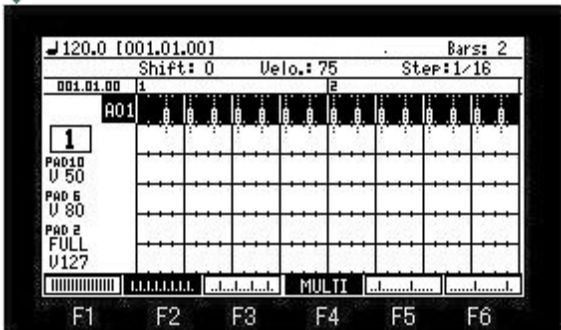 120.0 [001.01.00] Bars: 2
Shift: 0 Velo.: 75 Step:1/16
001.01.00 1 2
A01
1
PAD10
V 50
PAD 6
V 80
PAD 2
FULL
V127
MULTI
F1 F2 F3 F4 F5 F6